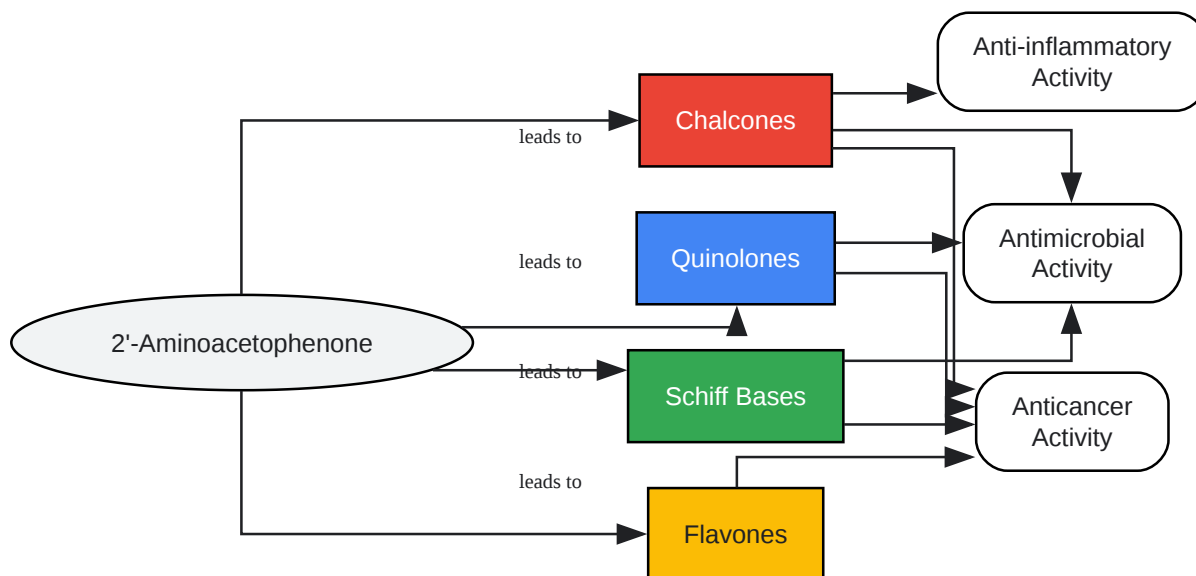 Anti-inflammatory
Activity
Chalcones
leads to
Antimicrobial
Activity
Quinolones
leads to
2'-Aminoacetophenone
leads to
Schiff Bases
Anticancer
Activity
leads to
Flavones